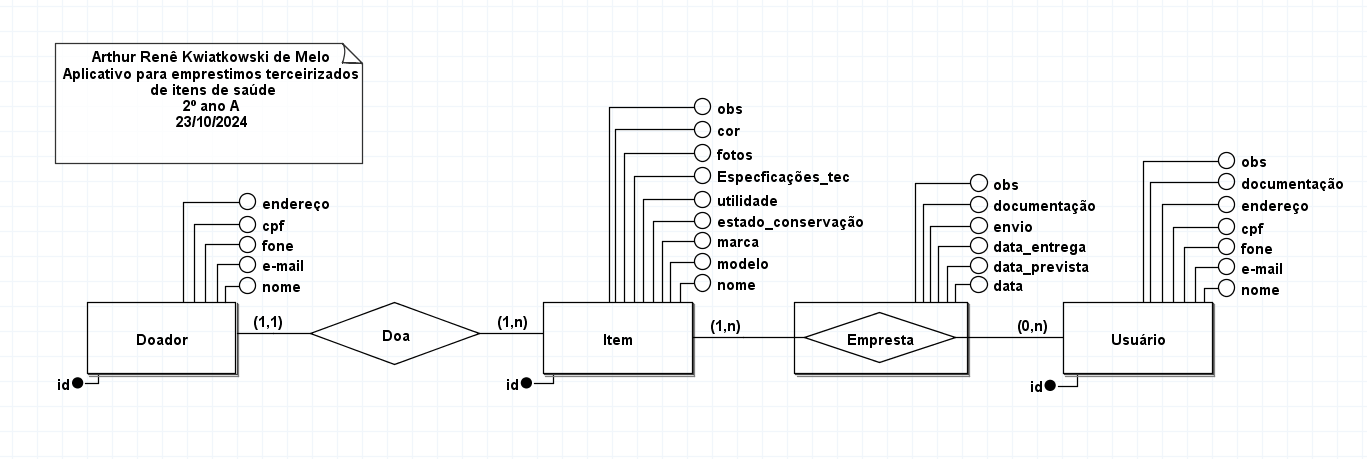 Arthur Renê Kwiatkowski de Melo
Aplicativo para emprestimos terceirizados
de itens de saúde
2º ano A
23/10/2024
endereço
cpf
fone
e-mail
nome
Doador
id
(1,1)
Doa
(1,n)
obs
cor
fotos
Especficações_tec
utilidade
estado_conservação
marca
modelo
nome
Item
id
(1,n)
obs
documentação
envio
data_entrega
data_prevista
data
Empresta
(0,n)
obs
documentação
endereço
cpf
fone
e-mail
nome
Usuário
id